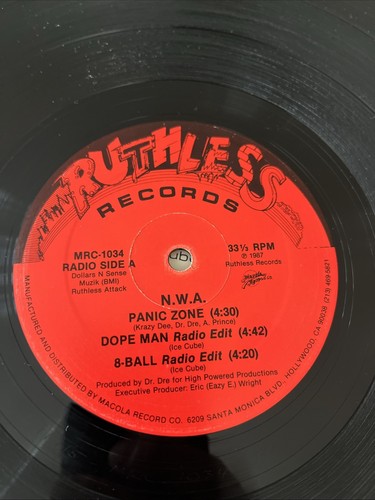 RUTHLESS
RECORDS
MRC-1034
RADIO SIDE A
Dollars N Sense
Muzik (BMI)
Ruthless Attack
33⅓ RPM
℗ 1987
Ruthless Records
Macola
Record Co.
N.W.A.
PANIC ZONE (4:30)
(Krazy Dee, Dr. Dre, A. Prince)
DOPE MAN Radio Edit (4:42)
(Ice Cube)
8-BALL Radio Edit (4:20)
(Ice Cube)
Produced by Dr. Dre for High Powered Productions
Executive Producer: Eric (Eazy E.) Wright
MANUFACTURED AND DISTRIBUTED BY MACOLA RECORD CO. 6209 SANTA MONICA BLVD., HOLLYWOOD, CA 90038 (213) 469-5821